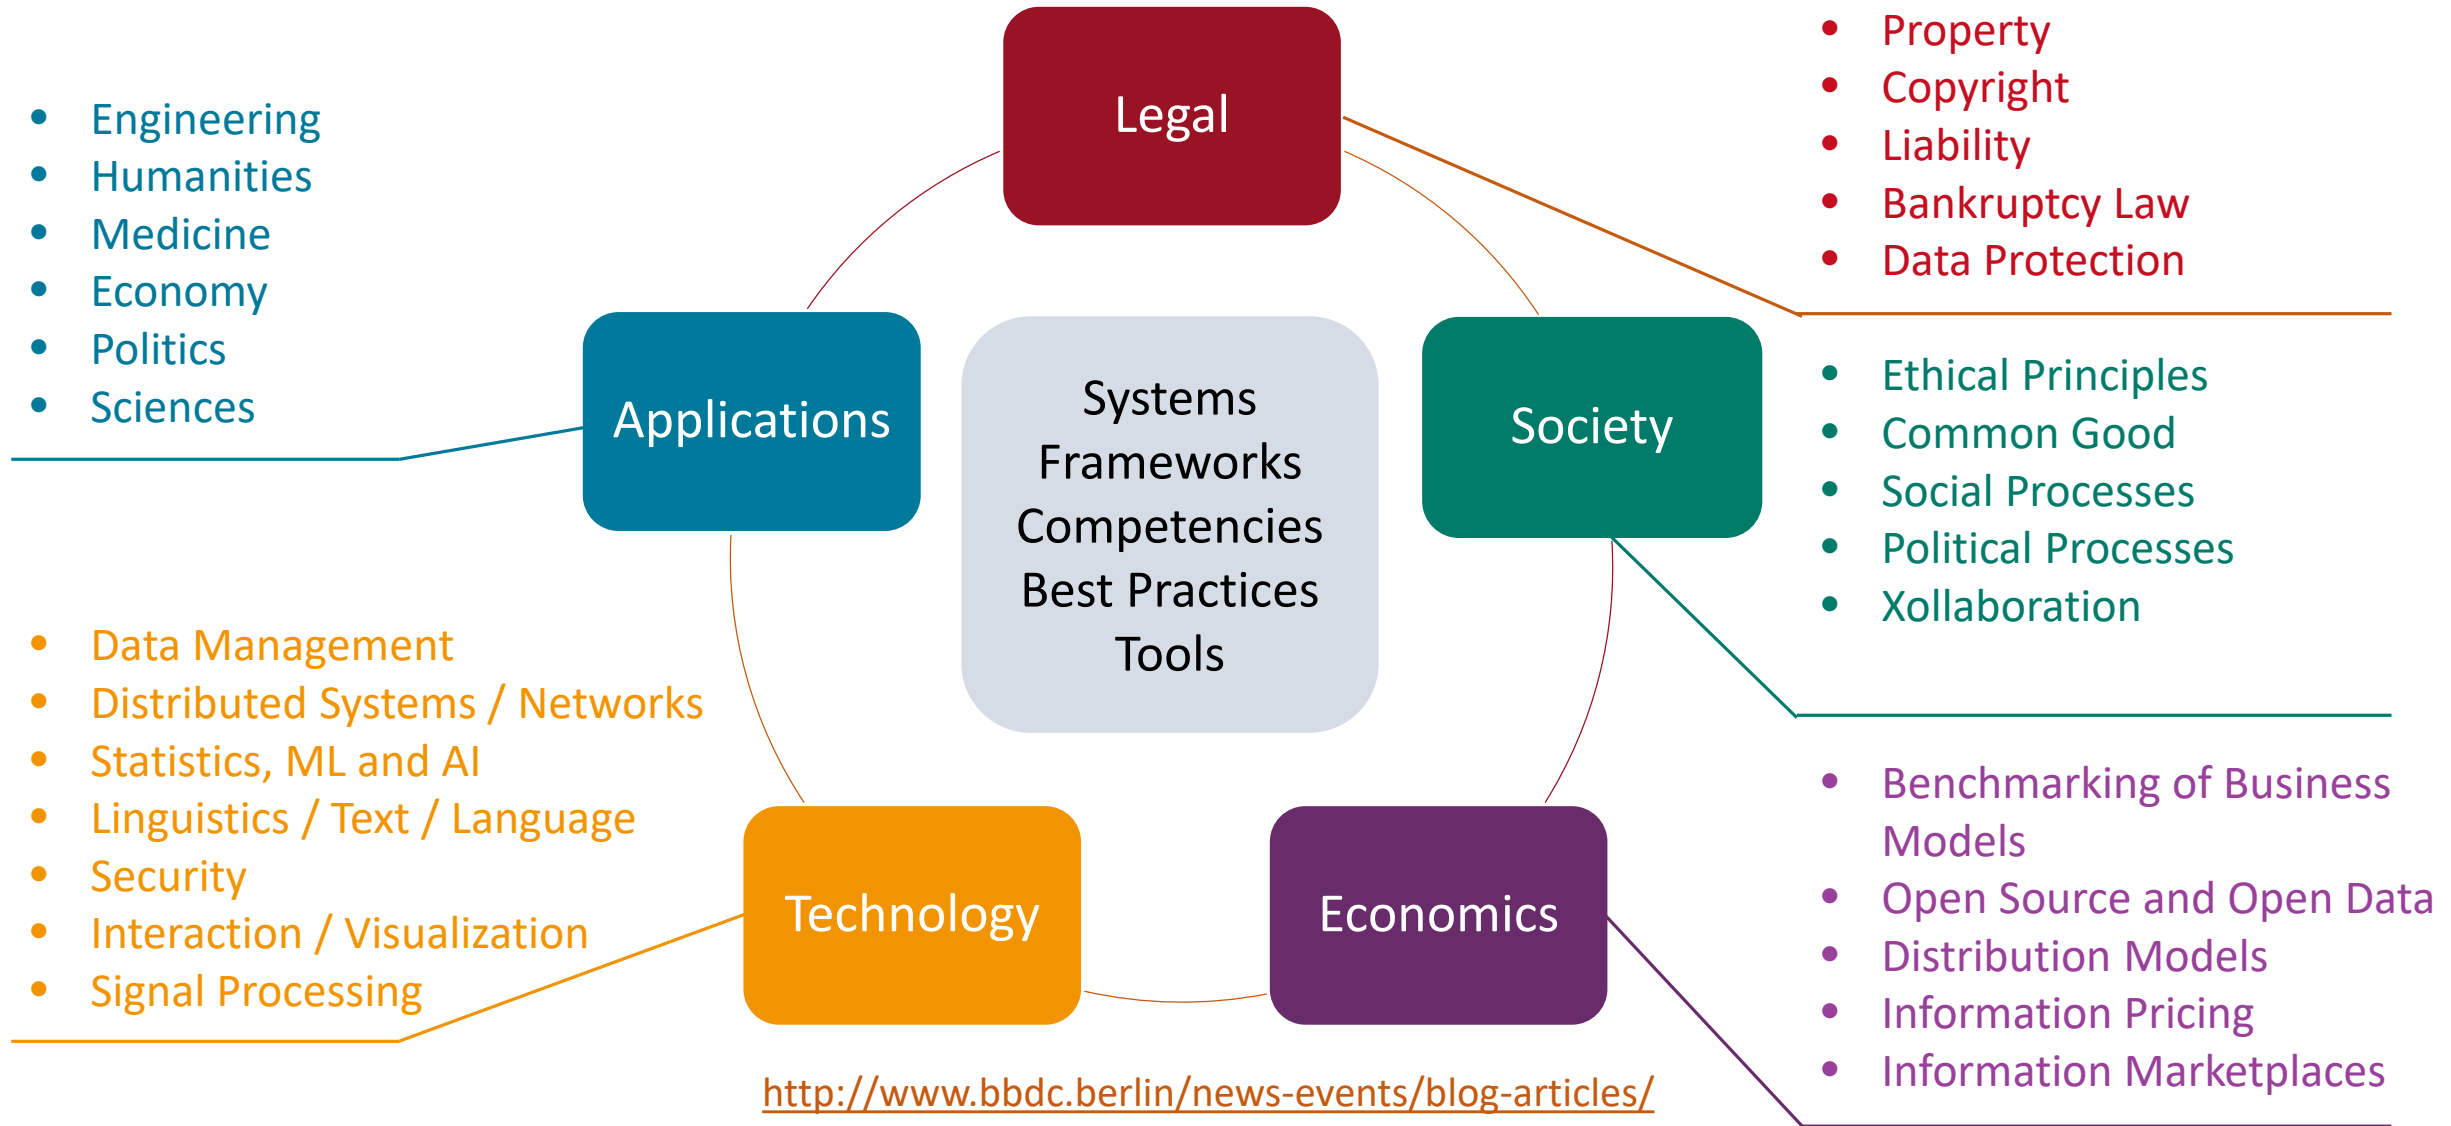 Legal
• Property
• Copyright
• Liability
• Bankruptcy Law
• Data Protection
• Engineering
• Humanities
• Medicine
• Economy
• Politics
• Sciences
Applications
Systems
Frameworks
Competencies
Best Practices
Tools
Society
• Ethical Principles
• Common Good
• Social Processes
• Political Processes
• Xollaboration
• Data Management
• Distributed Systems / Networks
• Statistics, ML and AI
• Linguistics / Text / Language
• Security
• Interaction / Visualization
• Signal Processing
Technology
Economics
• Benchmarking of Business
Models
• Open Source and Open Data
• Distribution Models
• Information Pricing
• Information Marketplaces
http://www.bbdc.berlin/news-events/blog-articles/